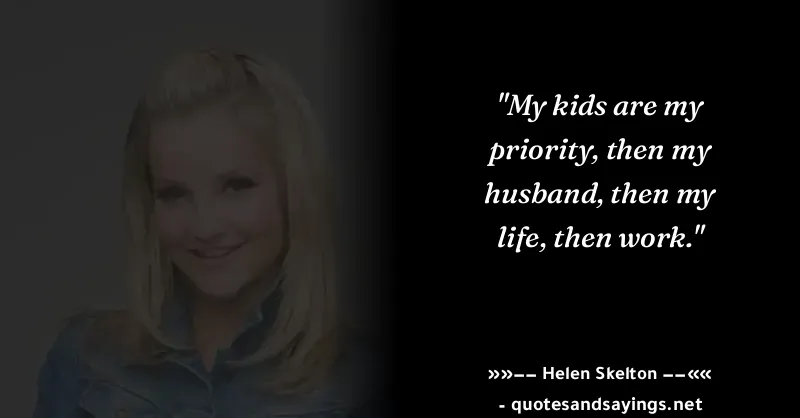 "My kids are my
priority, then my
husband, then my
life, then work."
»»–– Helen Skelton ––««
- quotesandsayings.net